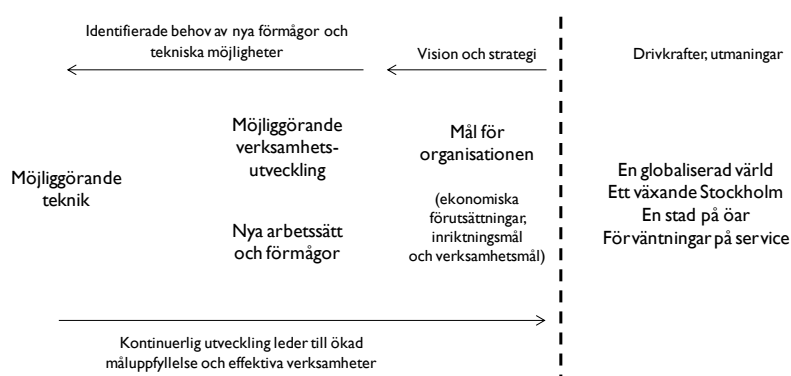 Identifierade behov av nya förmågor och
tekniska möjligheter
Vision och strategi
Drivkrafter, utmaningar
Möjliggörande
teknik
Möjliggörande
verksamhets-
utveckling
Nya arbetssätt
och förmågor
Mål för
organisationen
(ekonomiska
förutsättningar,
inriktningsmål
och verksamhetsmål)
En globaliserad värld
Ett växande Stockholm
En stad på öar
Förväntningar på service
Kontinuerlig utveckling leder till ökad
måluppfyllelse och effektiva verksamheter